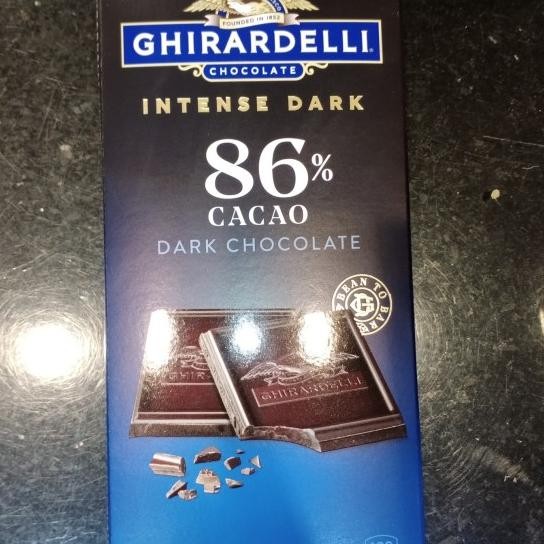 FOUNDED IN 1852
GHIRARDELLI®
CHOCOLATE
INTENSE DARK
86%
CACAO
DARK CHOCOLATE
BEAN TO BAR
G
GHIRARDELLI